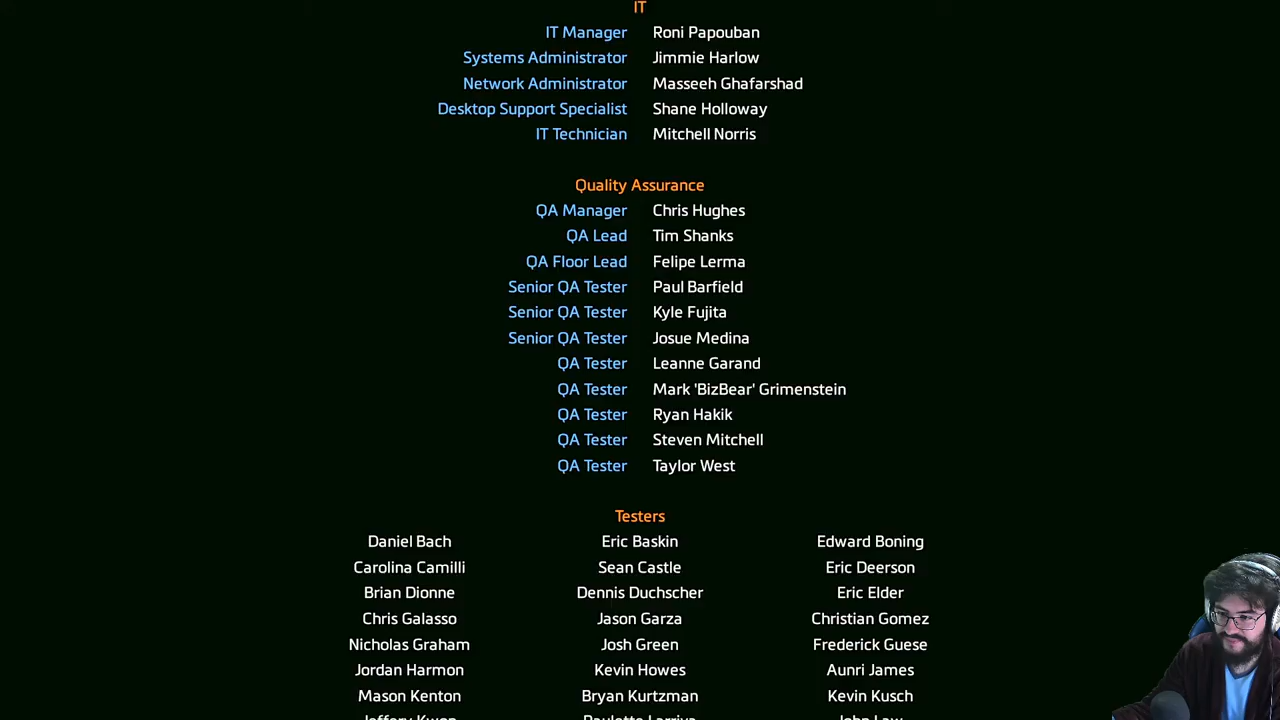 IT
IT Manager Roni Papouban
Systems Administrator Jimmie Harlow
Network Administrator Masseeh Ghafarshad
Desktop Support Specialist Shane Holloway
IT Technician Mitchell Norris
Quality Assurance
QA Manager Chris Hughes
QA Lead Tim Shanks
QA Floor Lead Felipe Lerma
Senior QA Tester Paul Barfield
Senior QA Tester Kyle Fujita
Senior QA Tester Josue Medina
QA Tester Leanne Garand
QA Tester Mark 'BizBear' Grimenstein
QA Tester Ryan Hakik
QA Tester Steven Mitchell
QA Tester Taylor West
Testers
Daniel Bach Eric Baskin Edward Boning
Carolina Camilli Sean Castle Eric Deerson
Brian Dionne Dennis Duchscher Eric Elder
Chris Galasso Jason Garza Christian Gomez
Nicholas Graham Josh Green Frederick Guese
Jordan Harmon Kevin Howes Aunri James
Mason Kenton Bryan Kurtzman Kevin Kusch
Jeffery Kwon Paulette Larriva John Law